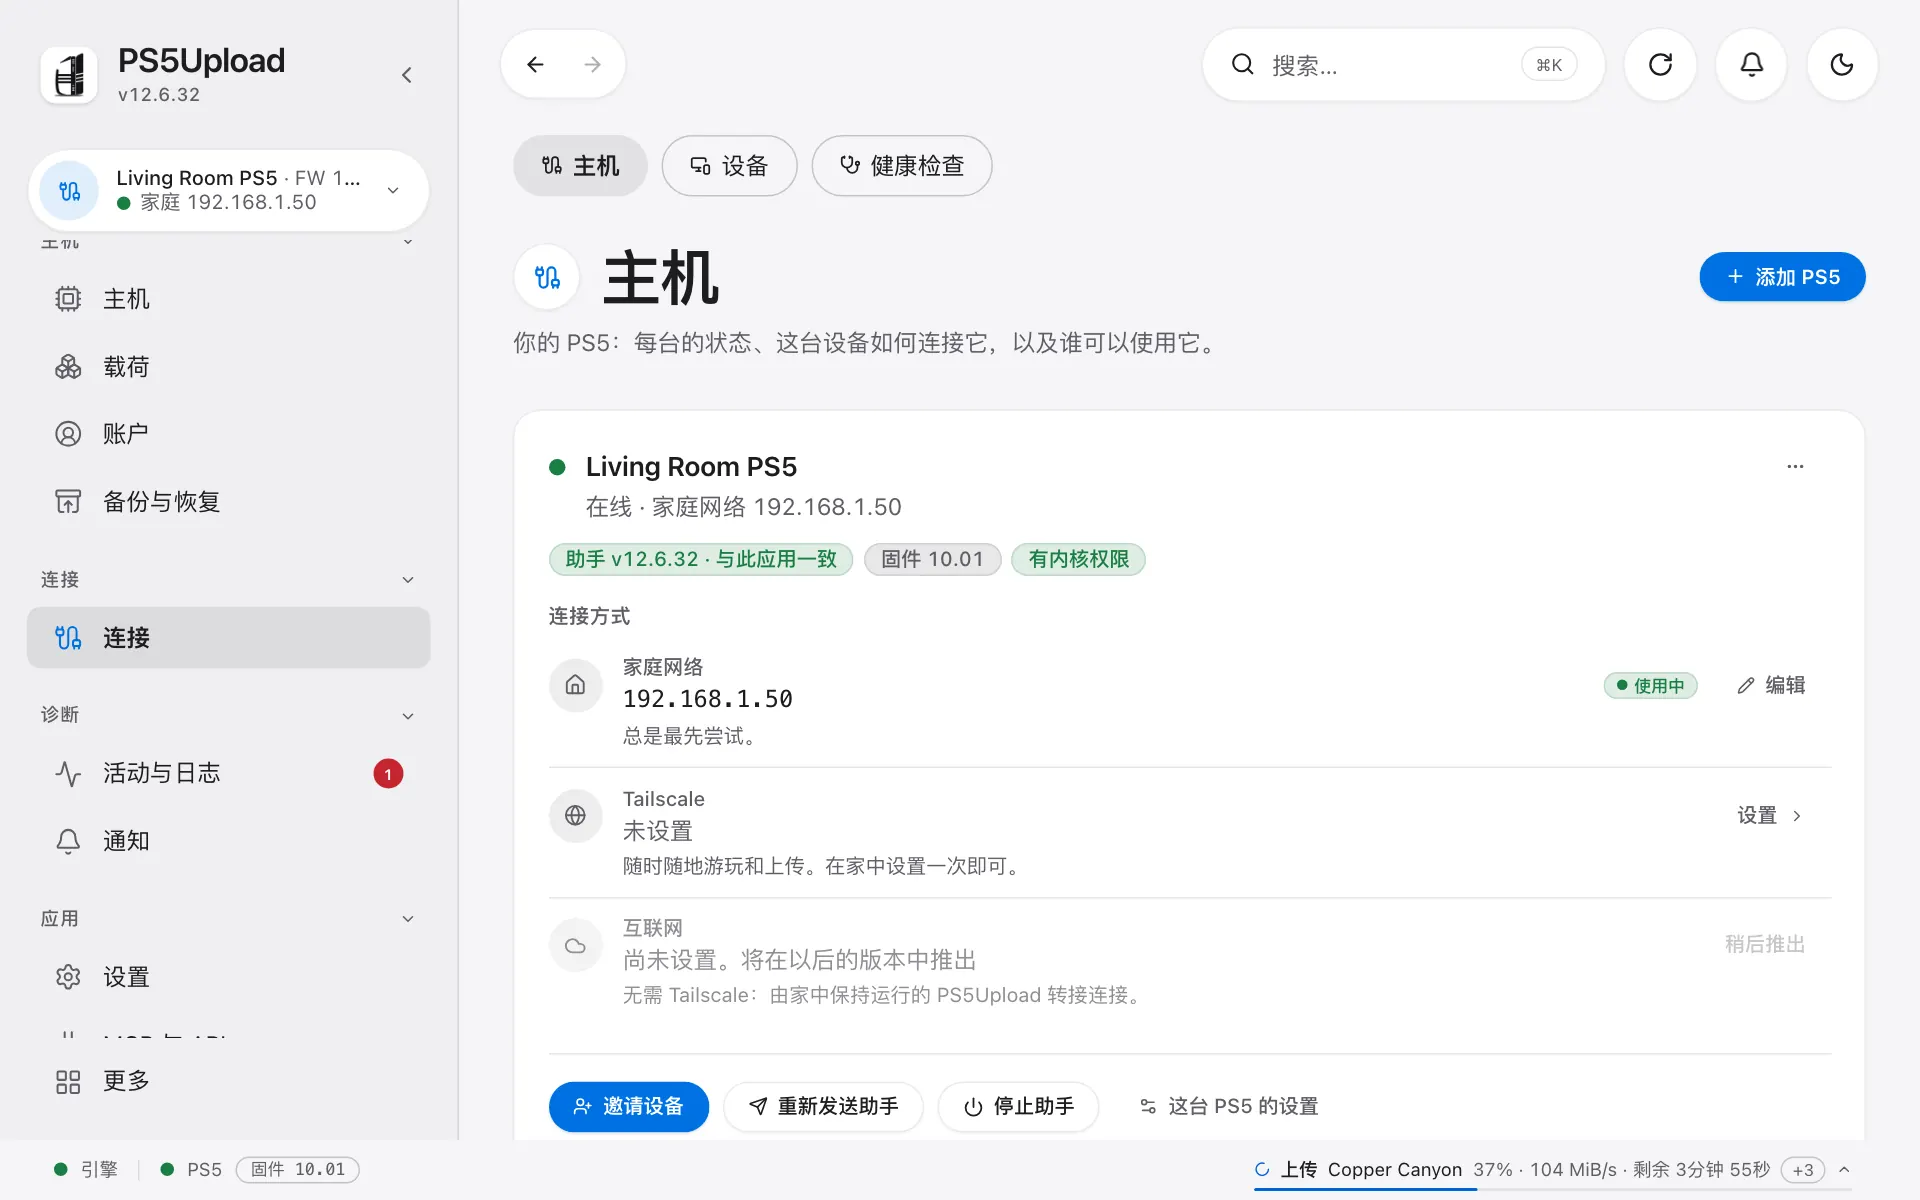 PS5Upload
v12.6.32
Living Room PS5 · FW 1...
家庭 192.168.1.50
主机
主机
载荷
账户
备份与恢复
连接
连接
诊断
活动与日志
1
通知
应用
设置
更多
搜索...
⌘K
主机
设备
健康检查
主机
添加 PS5
你的 PS5：每台的状态、这台设备如何连接它，以及谁可以使用它。
Living Room PS5
在线 · 家庭网络 192.168.1.50
助手 v12.6.32 · 与此应用一致
固件 10.01
有内核权限
连接方式
家庭网络
192.168.1.50
总是最先尝试。
使用中
编辑
Tailscale
未设置
随时随地游玩和上传。在家中设置一次即可。
设置
互联网
尚未设置。将在以后的版本中推出
无需 Tailscale：由家中保持运行的 PS5Upload 转接连接。
稍后推出
邀请设备
重新发送助手
停止助手
这台 PS5 的设置
引擎
PS5
固件 10.01
上传 Copper Canyon 37% · 104 MiB/s · 剩余 3分钟 55秒
+3